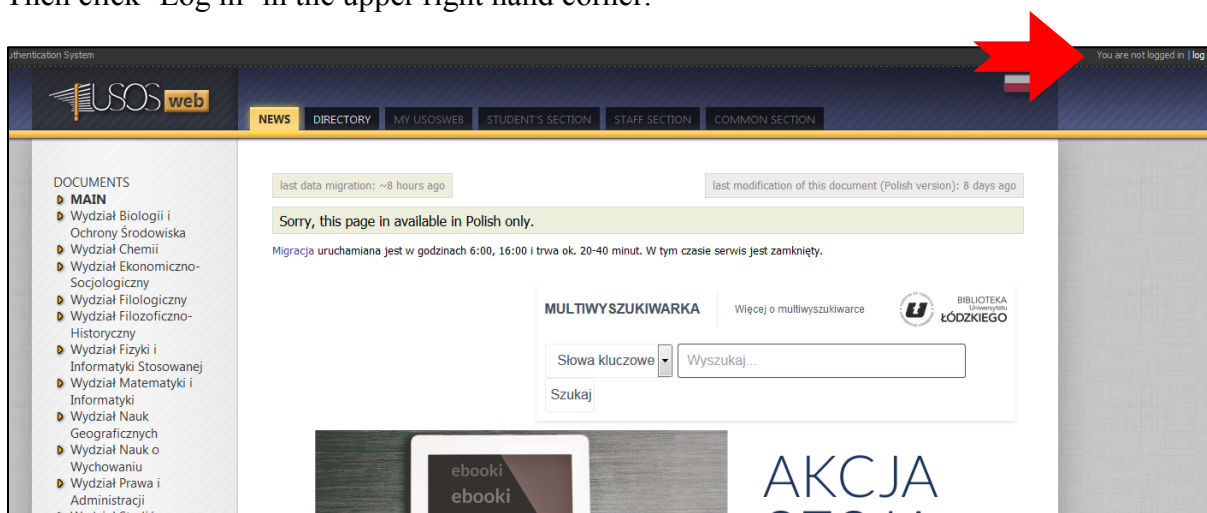 Then click "Log in" in the upper right hand corner.
uthentication System
You are not logged in | log
USOS web
NEWS DIRECTORY MY USOSWEB STUDENT'S SECTION STAFF SECTION COMMON SECTION
DOCUMENTS
MAIN
Wydział Biologii i
Ochrony Środowiska
Wydział Chemii
Wydział Ekonomiczno-
Socjologiczny
Wydział Filologiczny
Wydział Filozoficzno-
Historyczny
Wydział Fizyki i
Informatyki Stosowanej
Wydział Matematyki i
Informatyki
Wydział Nauk
Geograficznych
Wydział Nauk o
Wychowaniu
Wydział Prawa i
Administracji
last data migration: ~8 hours ago
last modification of this document (Polish version): 8 days ago
Sorry, this page in available in Polish only.
Migracja uruchamiana jest w godzinach 6:00, 16:00 i trwa ok. 20-40 minut. W tym czasie serwis jest zamknięty.
MULTIWYSZUKIWARKA
Więcej o multiwyszukiwarce
BIBLIOTEKA
Uniwersytetu
ŁÓDZKIEGO
Słowa kluczowe
Wyszukaj...
Szukaj
ebooki
ebooki
AKCJA